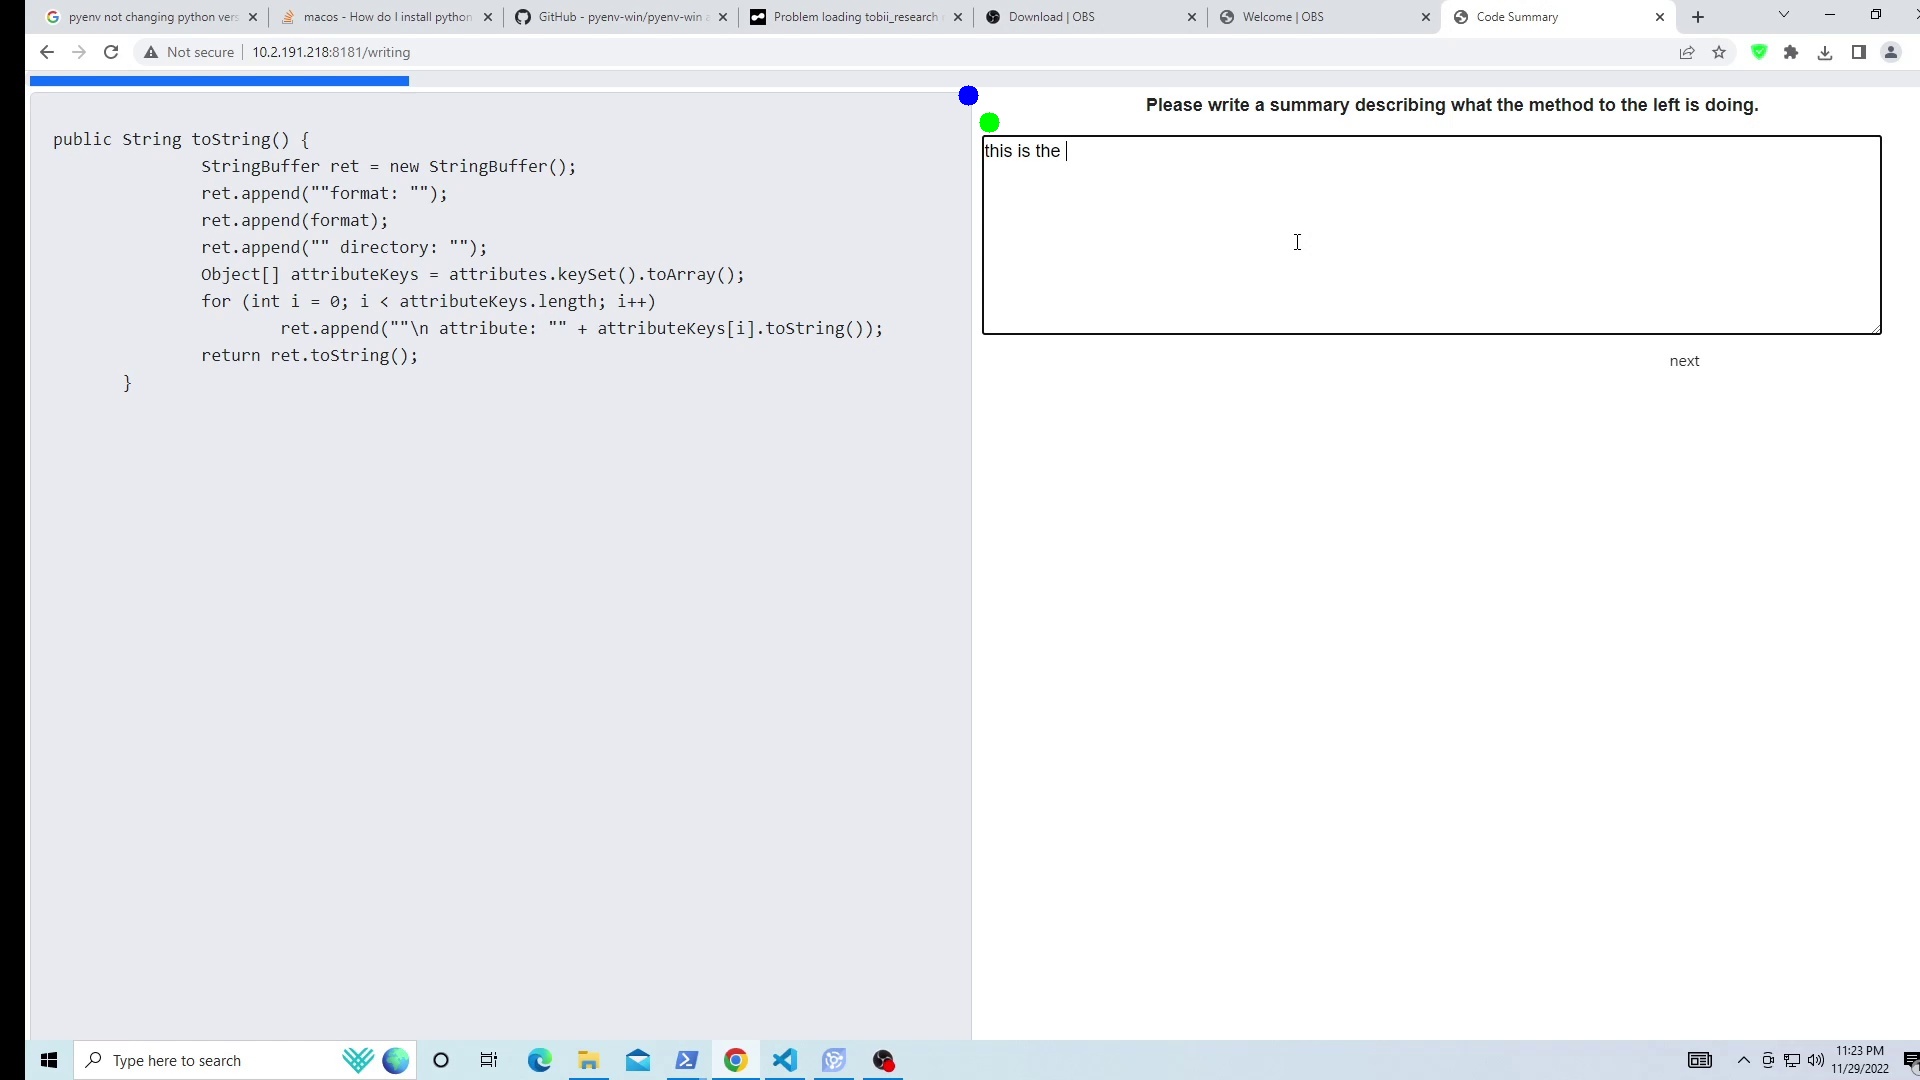 pyenv not changing python vers
macos - How do I install python
GitHub - pyenv-win/pyenv-win a
Problem loading tobii_research
Download | OBS
Welcome | OBS
Code Summary
Not secure
10.2.191.218:8181/writing
Please write a summary describing what the method to the left is doing.
public String toString() {
StringBuffer ret = new StringBuffer();
ret.append(""format: "");
ret.append(format);
ret.append("" directory: "");
Object[] attributeKeys = attributes.keySet().toArray();
for (int i = 0; i < attributeKeys.length; i++)
ret.append(""\n attribute: "" + attributeKeys[i].toString());
return ret.toString();
}
this is the
next
Type here to search
11:23 PM
11/29/2022